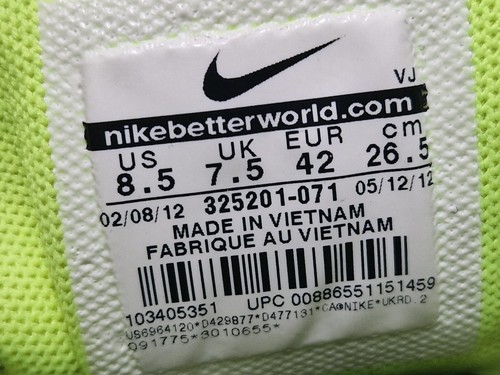 VJ
nikebetterworld.com
US UK EUR cm
8.5 7.5 42 26.5
02/08/12 325201-071 05/12/12
MADE IN VIETNAM
FABRIQUE AU VIETNAM
103405351 UPC 00886551151459
US6964120*D429877*D477131*CA@NIKE*UKRD.2
091775*3010655*